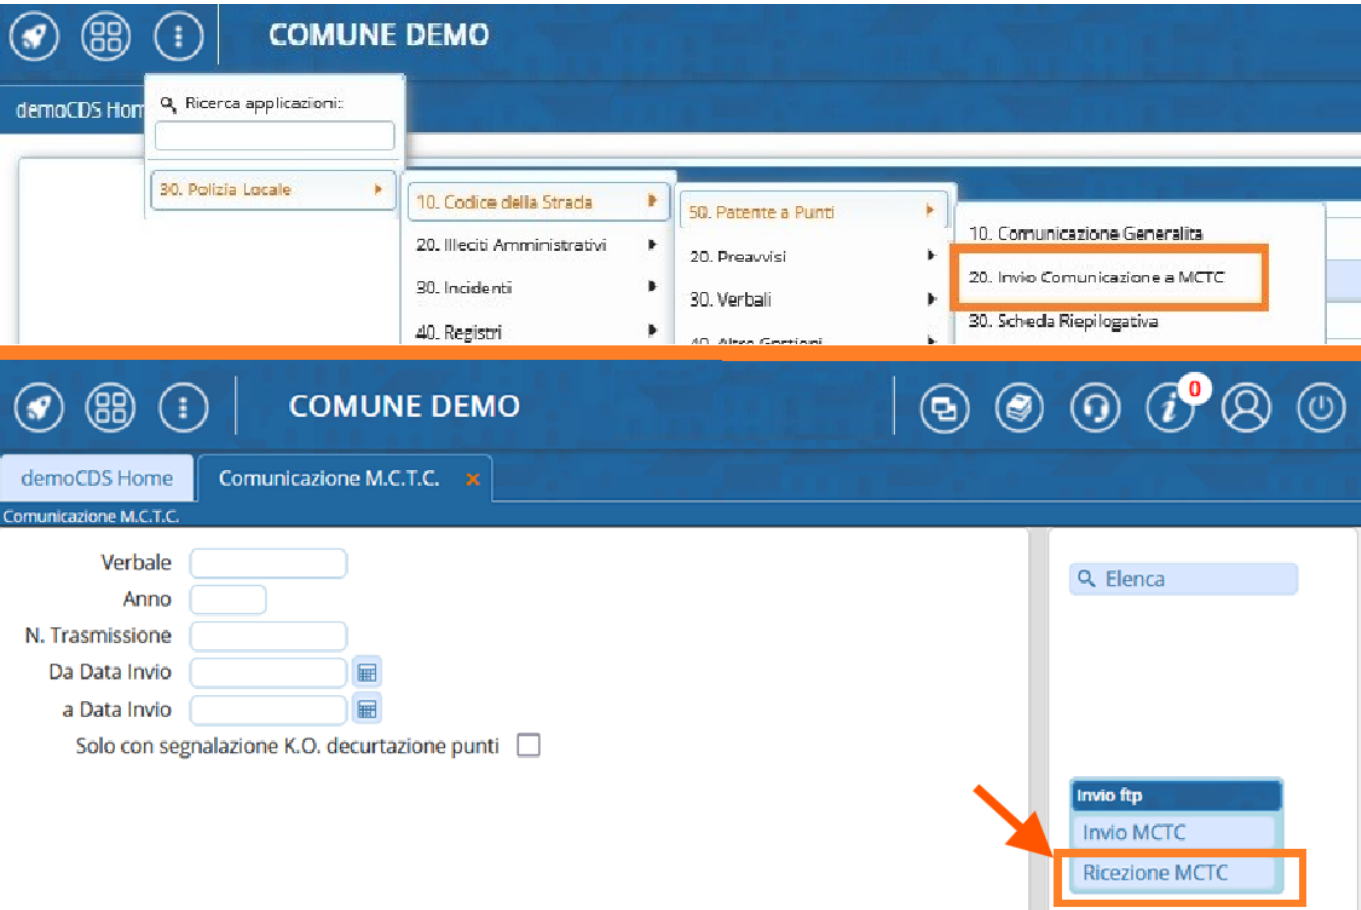 COMUNE DEMO
demoCDS Hom
Ricerca applicazioni:
30. Polizia Locale
10. Codice della Strada
20. Illeciti Amministrativi
30. Incidenti
40. Registri
50. Patente a Punti
20. Preavvisi
30. Verbali
40. Altre Gestioni
10. Comunicazione Generalita
20. Invio Comunicazione a MCTC
30. Scheda Riepilogativa
COMUNE DEMO
0
demoCDS Home
Comunicazione M.C.T.C.
Comunicazione M.C.T.C.
Verbale
Anno
N. Trasmissione
Da Data Invio
a Data Invio
Solo con segnalazione K.O. decurtazione punti
Elenca
Invio ftp
Invio MCTC
Ricezione MCTC